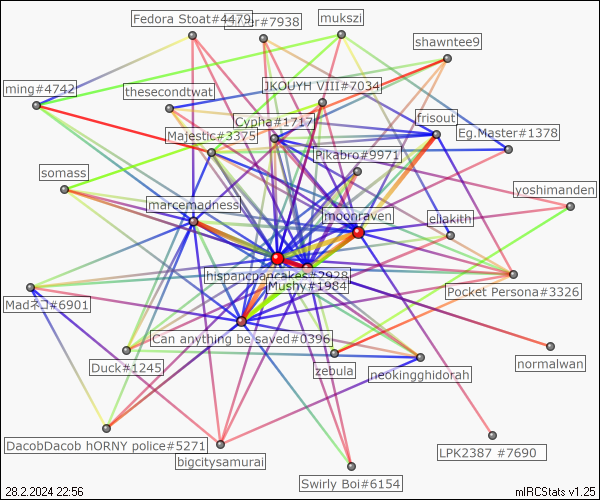 Fedora Stoat#4479
#7938
mukszi
shawntee9
ming#4742
thesecondtwat
JKOUYH VIII#7034
Cypha#1717
frisout
Majestic#3375
Eg.Master#1378
Pikabro#9971
somass
yoshimanden
marcemadness
moonraven
eliakith
hispancpancakes#2928
Mushy#1984
Pocket Persona#3326
Madネコ#6901
Can anything be saved#0396
Duck#1245
zebula
neokingghidorah
normalwan
DacobDacob hORNY police#5271
bigcitysamurai
LPK2387 #7690
Swirly Boi#6154
28.2.2024 22:56
mIRCStats v1.25